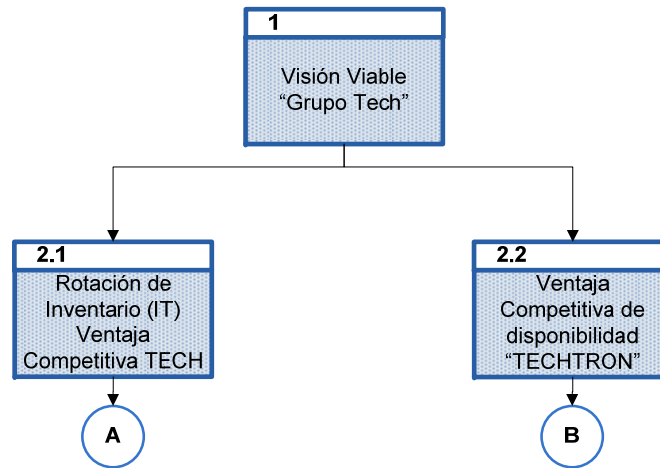 1
Visión Viable
“Grupo Tech”
2.1
Rotación de
Inventario (IT)
Ventaja
Competitiva TECH
2.2
Ventaja
Competitiva de
disponibilidad
“TECHTRON”
A
B